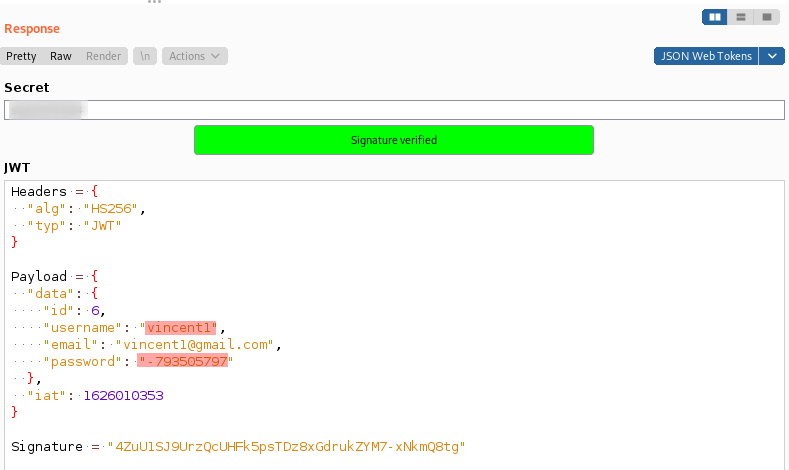 Response
Pretty Raw Render \n Actions JSON Web Tokens
Secret
Signature verified
JWT
Headers = {
"alg": "HS256",
"typ": "JWT"
}
Payload = {
"data": {
"id": 6,
"username": "vincent1",
"email": "vincent1@gmail.com",
"password": "-793505797"
},
"iat": 1626010353
}
Signature = "4ZuU1SJ9UrzQcUHFk5psTDz8xGdrukZYM7-xNkmQ8tg"